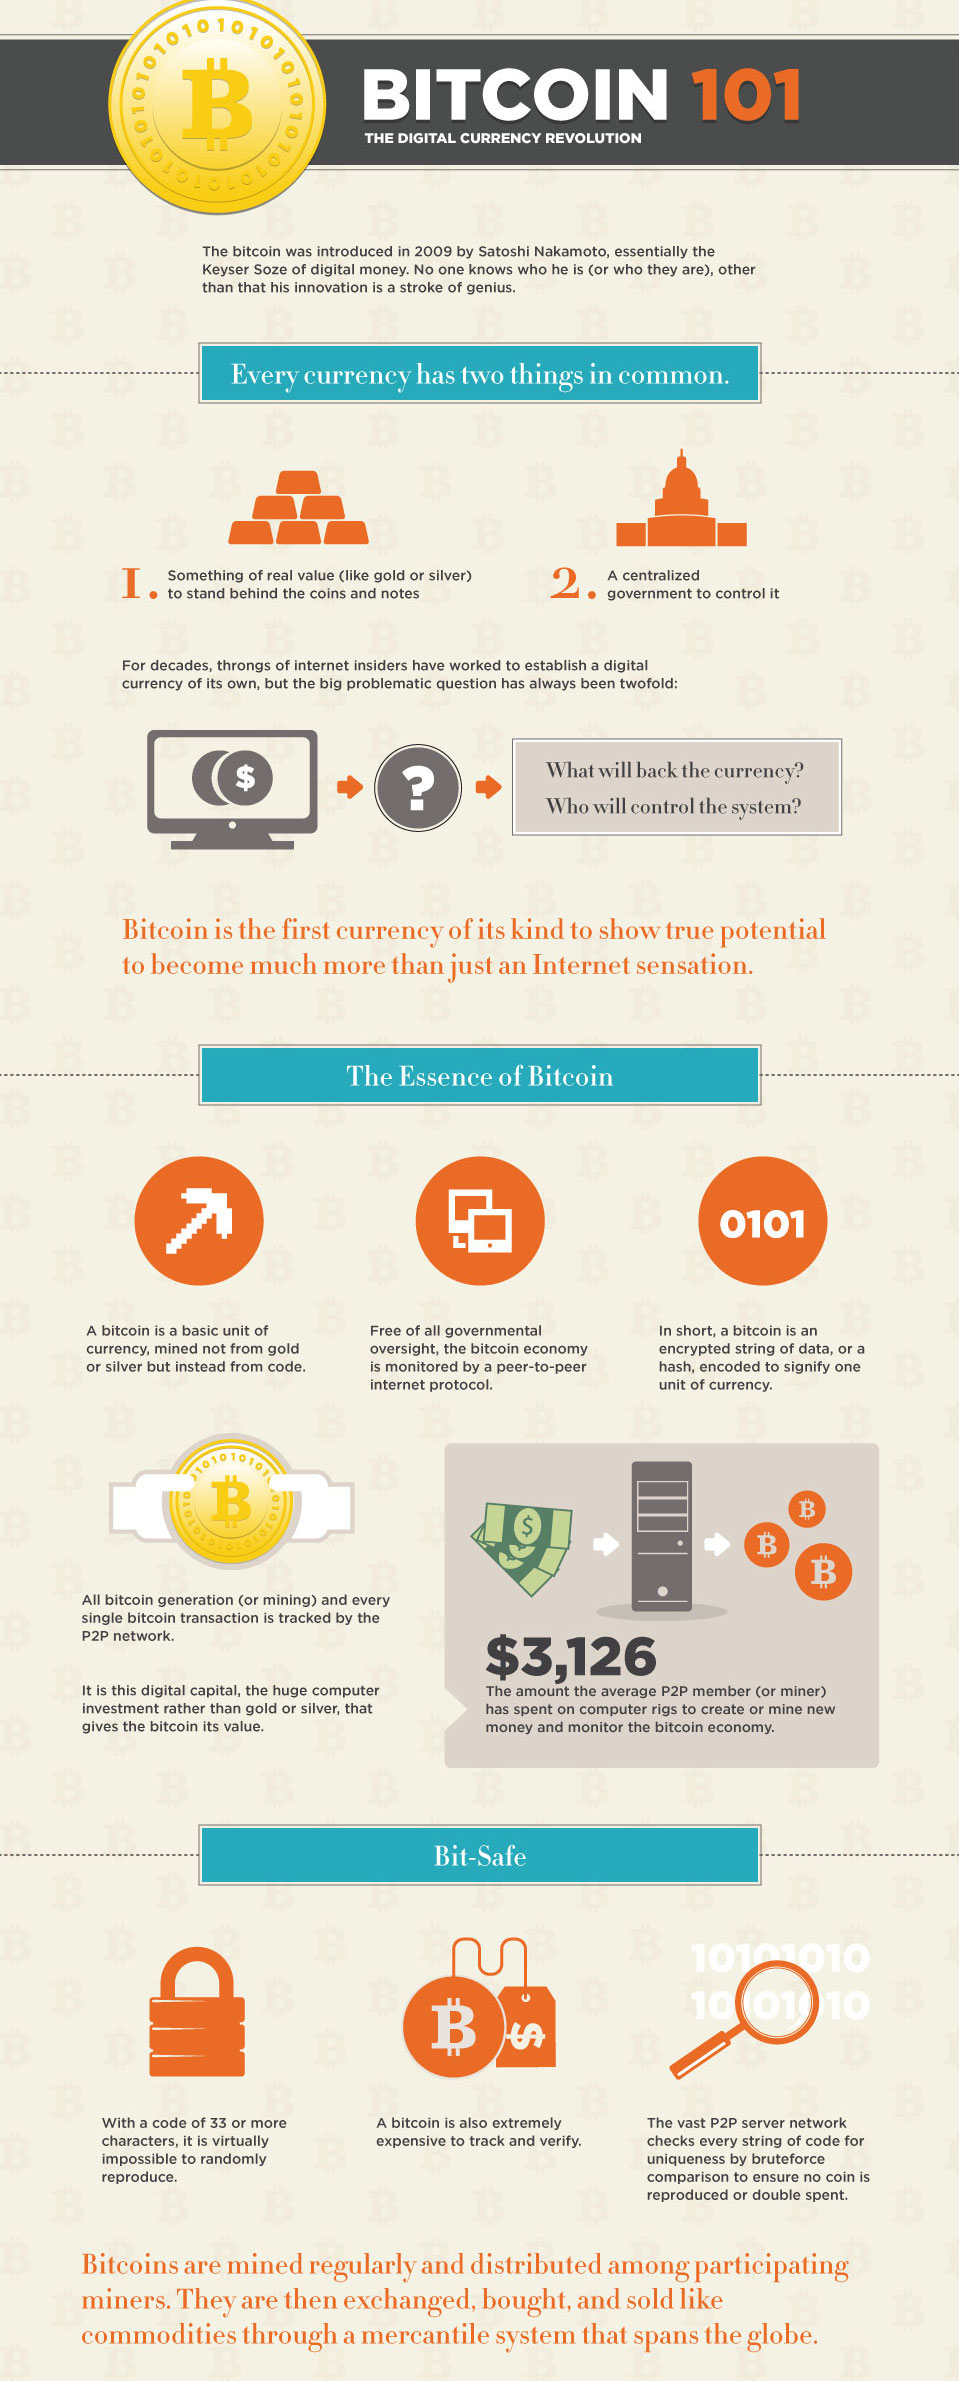 BITCOIN 101
THE DIGITAL CURRENCY REVOLUTION
The bitcoin was introduced in 2009 by Satoshi Nakamoto, essentially the
Keyser Soze of digital money. No one knows who he is (or who they are), other
than that his innovation is a stroke of genius.
Every currency has two things in common.
1. Something of real value (like gold or silver)
to stand behind the coins and notes
2. A centralized
government to control it
For decades, throngs of internet insiders have worked to establish a digital
currency of its own, but the big problematic question has always been twofold:
$
?
What will back the currency?
Who will control the system?
Bitcoin is the first currency of its kind to show true potential
to become much more than just an Internet sensation.
The Essence of Bitcoin
0101
A bitcoin is a basic unit of
currency, mined not from gold
or silver but instead from code.
Free of all governmental
oversight, the bitcoin economy
is monitored by a peer-to-peer
internet protocol.
In short, a bitcoin is an
encrypted string of data, or a
hash, encoded to signify one
unit of currency.
All bitcoin generation (or mining) and every
single bitcoin transaction is tracked by the
P2P network.
It is this digital capital, the huge computer
investment rather than gold or silver, that
gives the bitcoin its value.
$
$3,126
The amount the average P2P member (or miner)
has spent on computer rigs to create or mine new
money and monitor the bitcoin economy.
Bit-Safe
$
10101010
With a code of 33 or more
characters, it is virtually
impossible to randomly
reproduce.
A bitcoin is also extremely
expensive to track and verify.
The vast P2P server network
checks every string of code for
uniqueness by bruteforce
comparison to ensure no coin is
reproduced or double spent.
Bitcoins are mined regularly and distributed among participating
miners. They are then exchanged, bought, and sold like
commodities through a mercantile system that spans the globe.